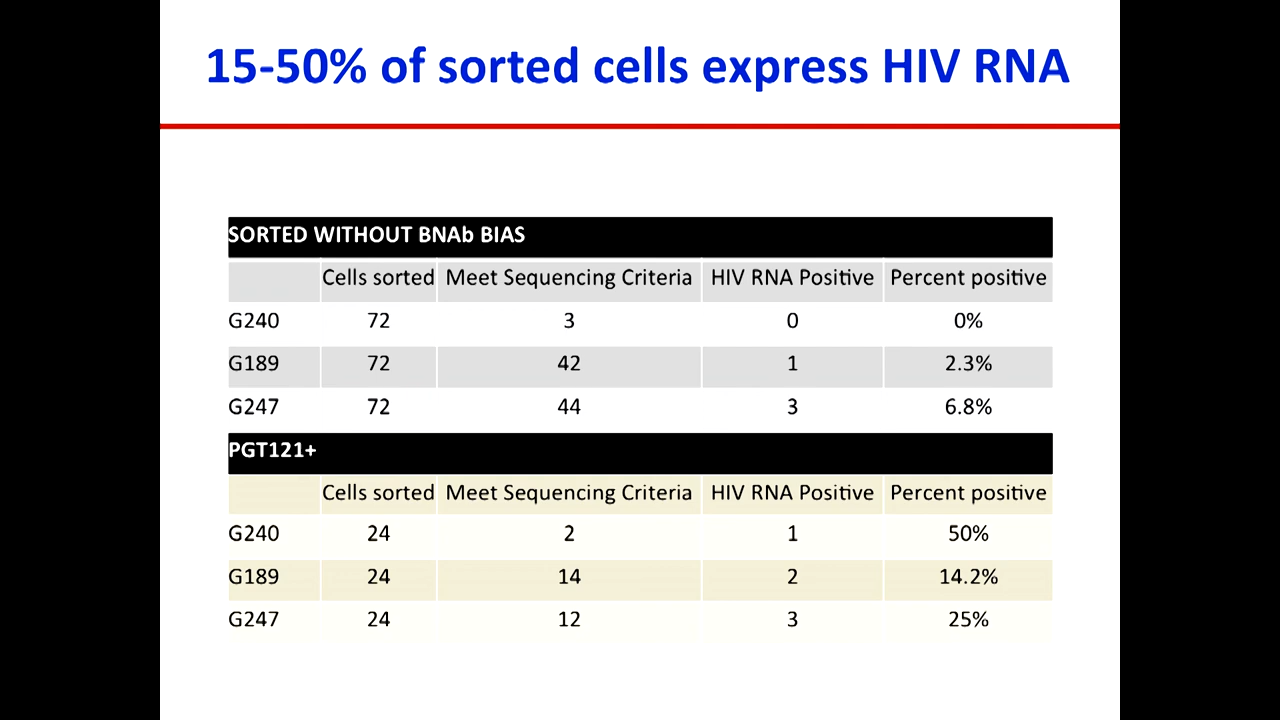 15-50% of sorted cells express HIV RNA
SORTED WITHOUT BNAb BIAS
Cells sorted Meet Sequencing Criteria HIV RNA Positive Percent positive
G240 72 3 0 0%
G189 72 42 1 2.3%
G247 72 44 3 6.8%
PGT121+
Cells sorted Meet Sequencing Criteria HIV RNA Positive Percent positive
G240 24 2 1 50%
G189 24 14 2 14.2%
G247 24 12 3 25%